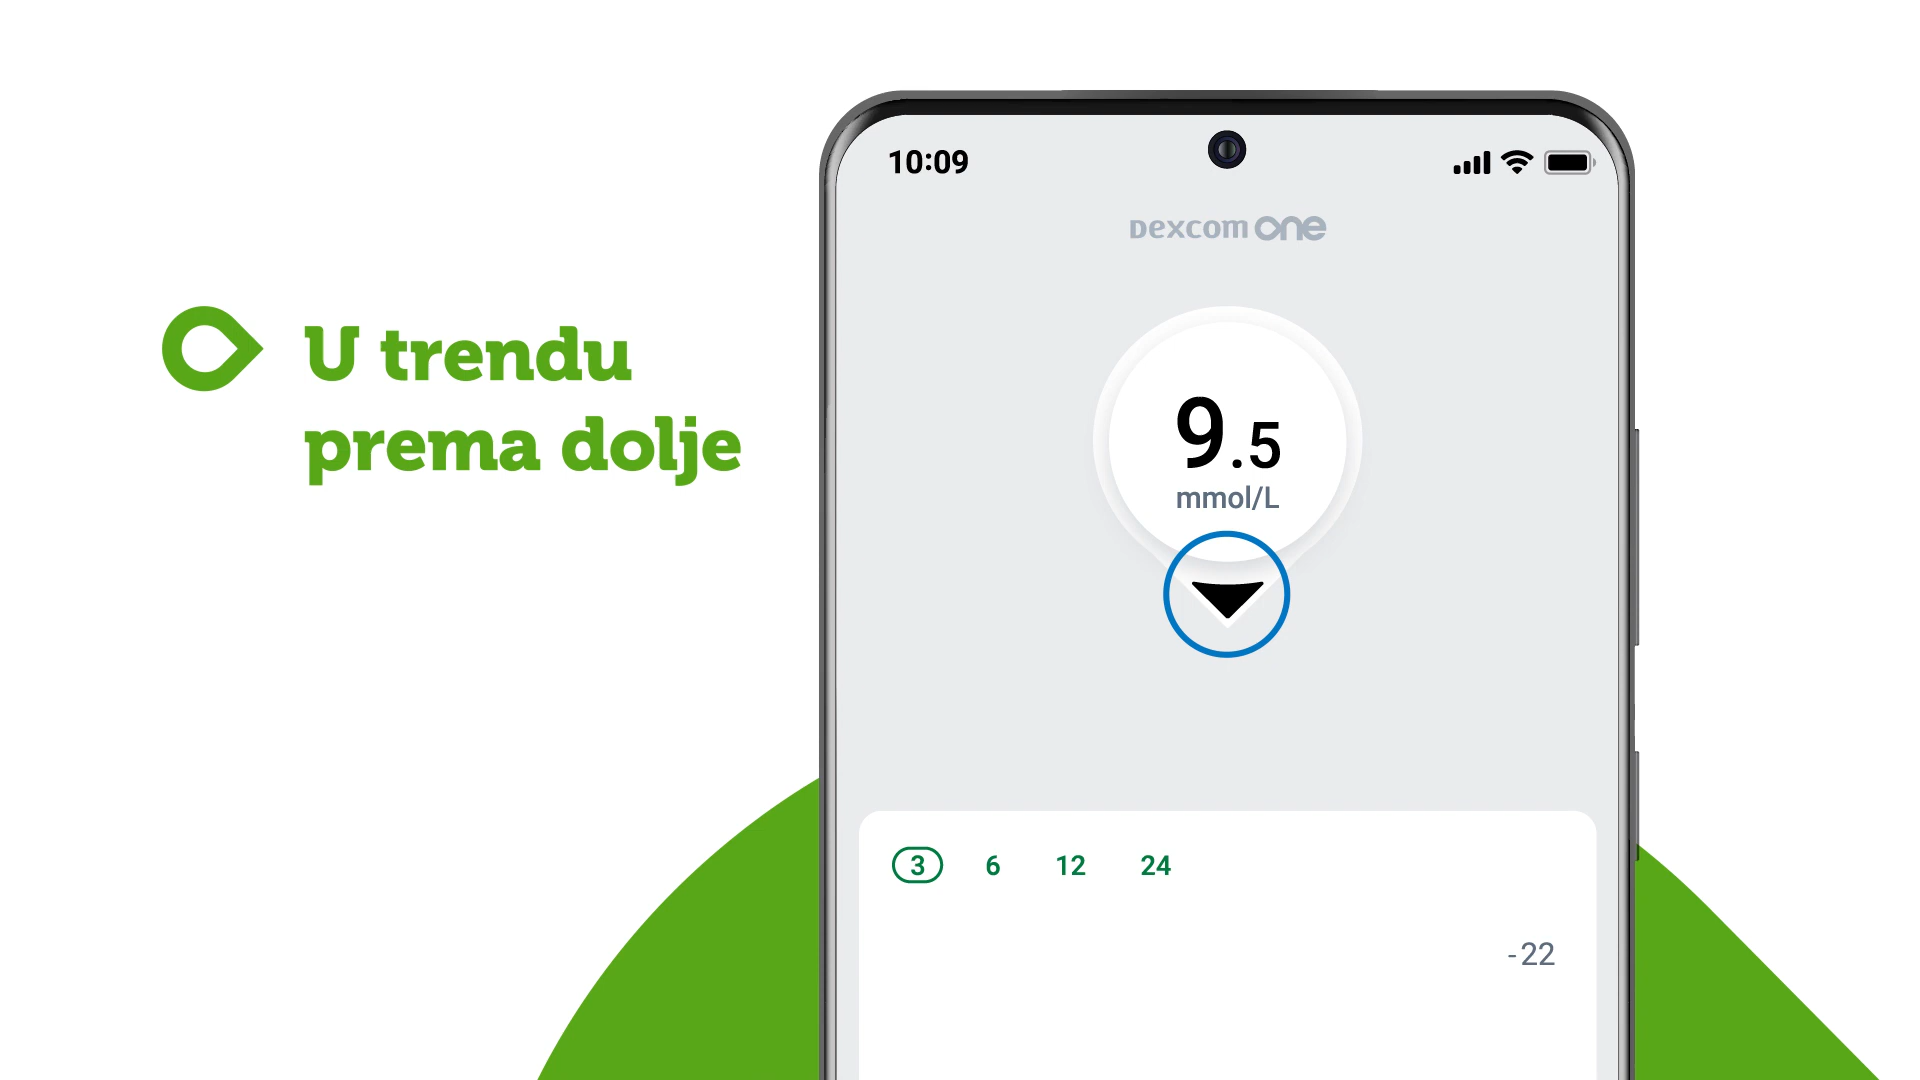 U trendu
prema dolje
10:09
Dexcom ONE
9.5
mmol/L
3 6 12 24
-22